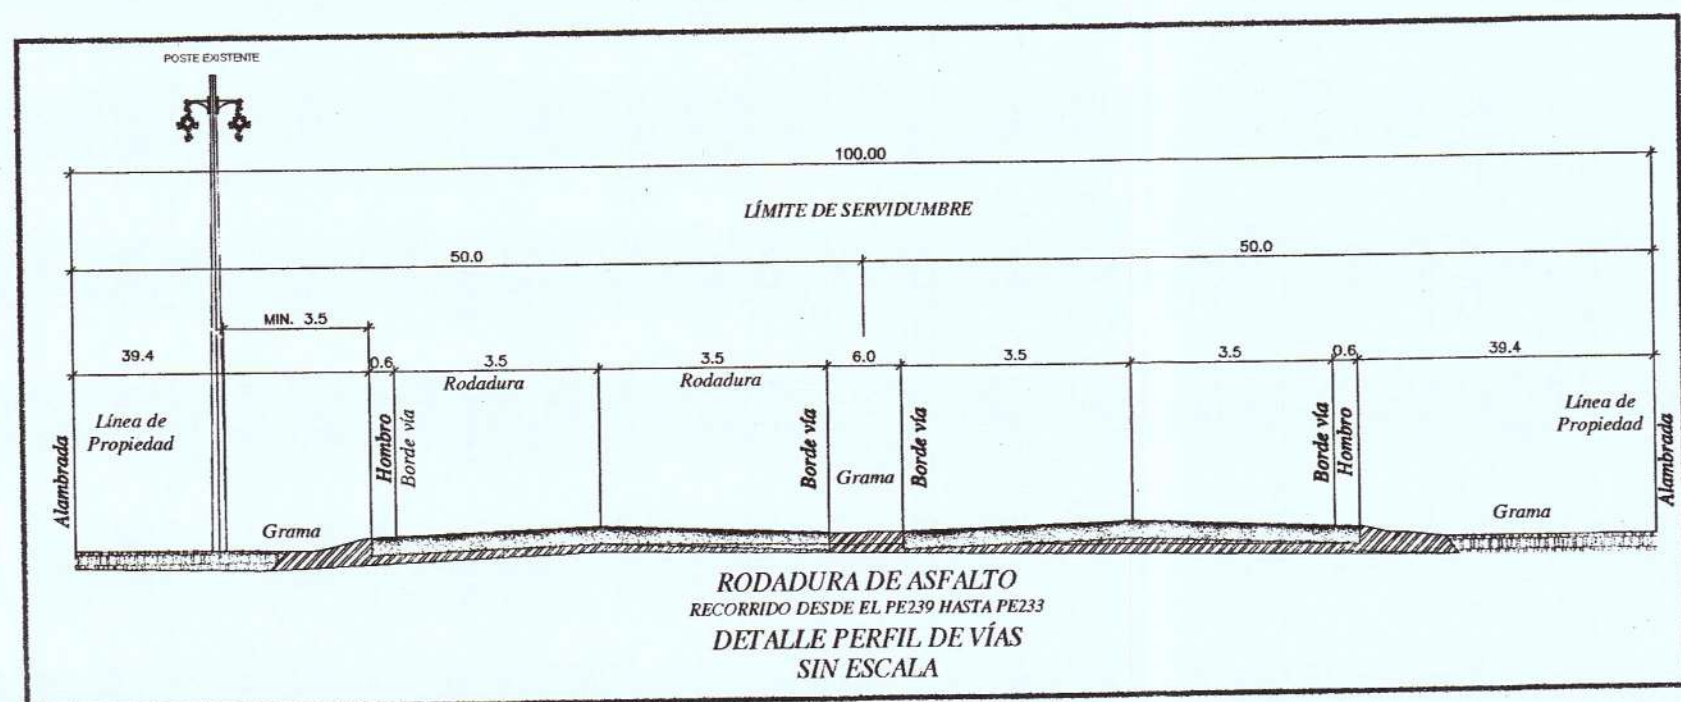 POSTE EXISTENTE
100.00
LÍMITE DE SERVIDUMBRE
50.0
50.0
MIN. 3.5
39.4
0.6
3.5
3.5
6.0
3.5
3.5
0.6
39.4
Rodadura
Rodadura
Línea de
Propiedad
Línea de
Propiedad
Alambrada
Hombro
Borde vía
Borde vía
Grama
Borde vía
Borde vía
Hombro
Alambrada
Grama
Grama
RODADURA DE ASFALTO
RECORRIDO DESDE EL PE239 HASTA PE233
DETALLE PERFIL DE VÍAS
SIN ESCALA